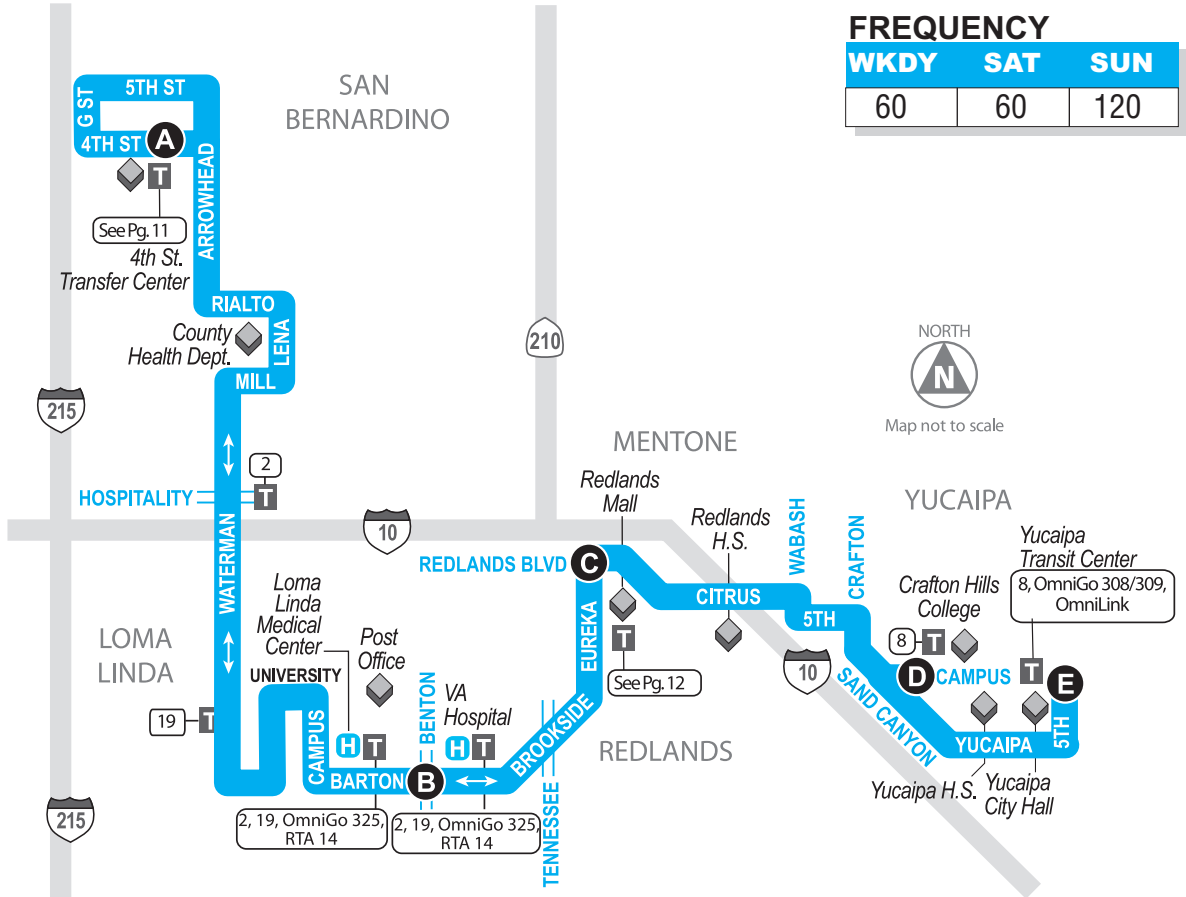 FREQUENCY
WKDY SAT SUN
60 60 120
SAN
BERNARDINO
5TH ST
G ST
4TH ST
A
T
ARROWHEAD
See Pg. 11
4th St.
Transfer Center
RIALTO
County
Health Dept.
LENA
MILL
215
210
NORTH
N
Map not to scale
2
T
HOSPITALITY
10
WATERMAN
LOMA
LINDA
19
T
Loma
Linda
Medical
Center
UNIVERSITY
Post
Office
CAMPUS
H
T
BARTON
BENTON
B
VA
Hospital
H
T
2, 19, OmniGo 325,
RTA 14
2, 19, OmniGo 325,
RTA 14
215
TENNESSEE
BROOKSIDE
EUREKA
REDLANDS BLVD
C
MENTONE
Redlands
Mall
T
See Pg. 12
REDLANDS
Redlands
H.S.
CITRUS
WABASH
5TH
CRAFTON
10
SAND CANYON
YUCAIPA
Crafton Hills
College
8
T
D
CAMPUS
Yucaipa
Transit Center
8, OmniGo 308/309,
OmniLink
T
E
5TH
YUCAIPA
Yucaipa H.S.
Yucaipa
City Hall